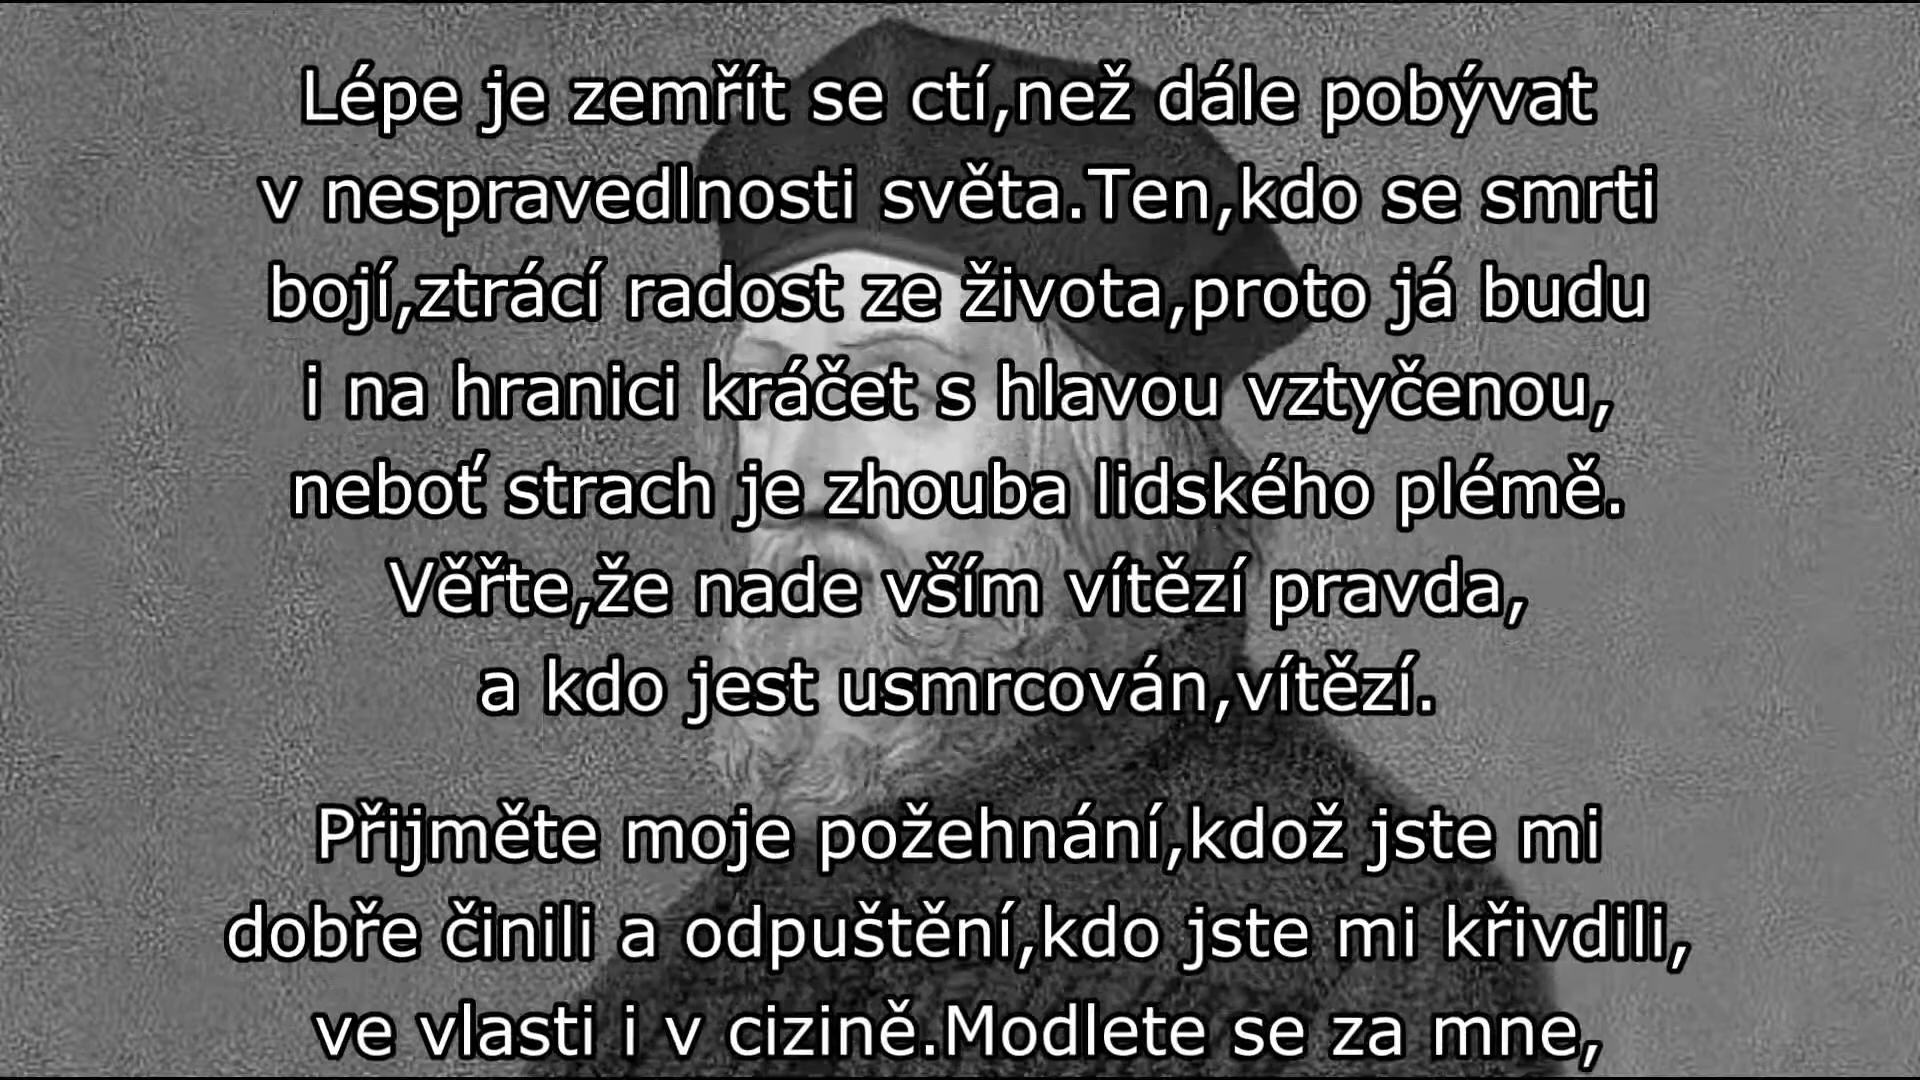 Lépe je zemřít se ctí,než dále pobývat
v nespravedlnosti světa.Ten,kdo se smrti
bojí,ztrácí radost ze života,proto já budu
i na hranici kráčet s hlavou vztyčenou,
neboť strach je zhouba lidského plémě.
Věřte,že nade vším vítězí pravda,
a kdo jest usmrcován,vítězí.
Přijměte moje požehnání,kdož jste mi
dobře činili a odpuštění,kdo jste mi křivdili,
ve vlasti i v cizině.Modlete se za mne,